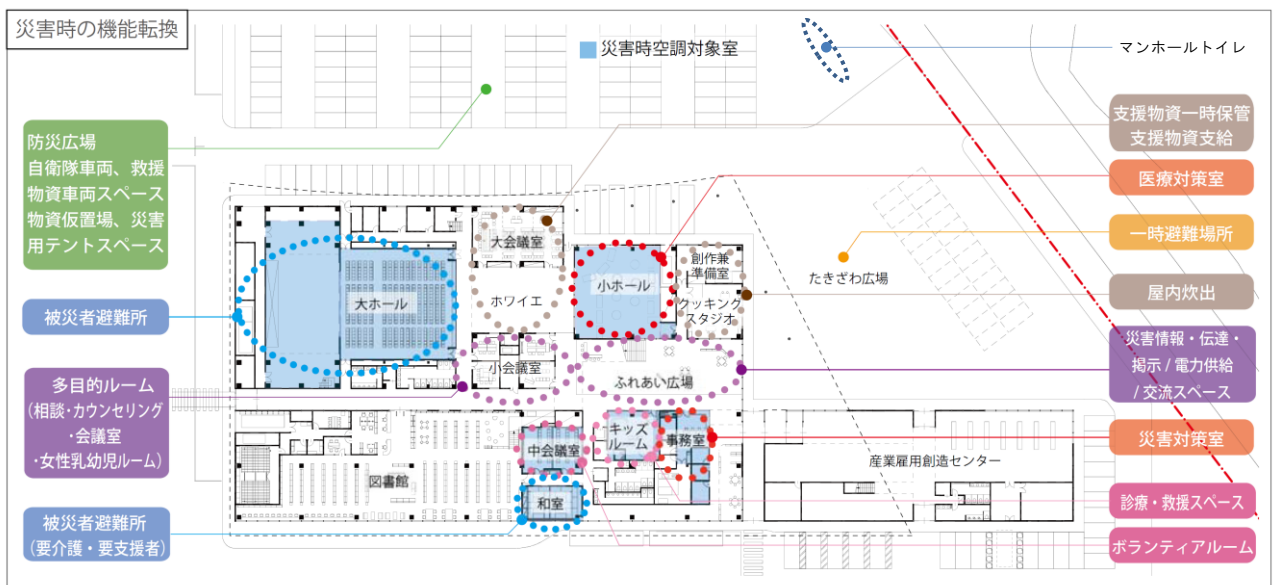 災害時の機能転換
災害時空調対象室
マンホールトイレ
防災広場
自衛隊車両、救援
物資車両スペース
物資仮置場、災害
用テントスペース
被災者避難所
多目的ルーム
(相談・カウンセリング
・会議室
・女性乳幼児ルーム)
被災者避難所
(要介護・要支援者)
大ホール
大会議室
ホワイエ
小会議室
小ホール
創作兼
準備室
クッキング
スタジオ
ふれあい広場
たきざわ広場
図書館
中会議室
和室
キッズ
ルーム
事務室
産業雇用創造センター
支援物資一時保管
支援物資支給
医療対策室
一時避難場所
屋内炊出
災害情報・伝達・
掲示 / 電力供給
/ 交流スペース
災害対策室
診療・救援スペース
ボランティアルーム